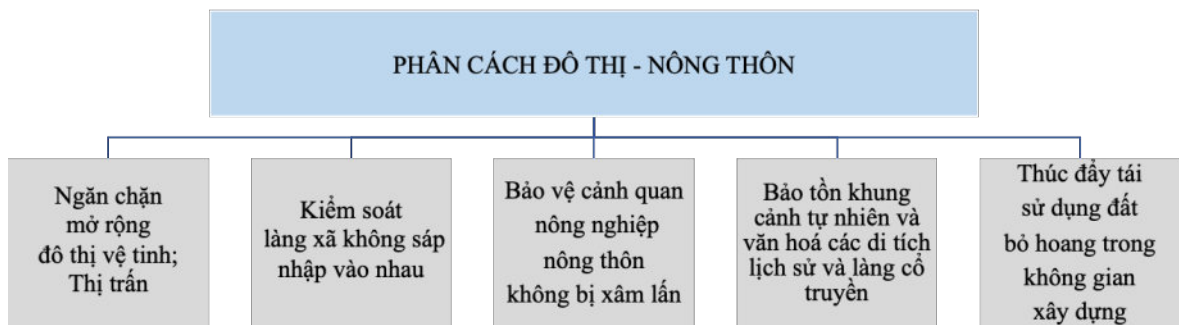 PHÂN CÁCH ĐÔ THỊ - NÔNG THÔN
Ngăn chặn
mở rộng
đô thị vệ tinh;
Thị trấn
Kiểm soát
làng xã không sáp
nhập vào nhau
Bảo vệ cảnh quan
nông nghiệp
nông thôn
không bị xâm lấn
Bảo tồn khung
cảnh tự nhiên và
văn hoá các di tích
lịch sử và làng cổ
truyền
Thúc đẩy tái
sử dụng đất
bỏ hoang trong
không gian
xây dựng